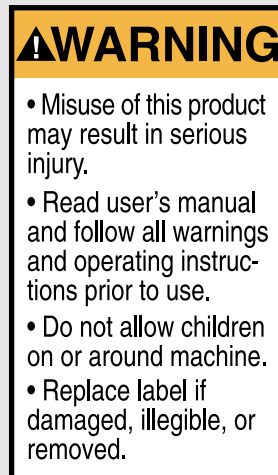 WARNING
• Misuse of this product
may result in serious
injury.
• Read user's manual
and follow all warnings
and operating instruc-
tions prior to use.
• Do not allow children
on or around machine.
• Replace label if
damaged, illegible, or
removed.